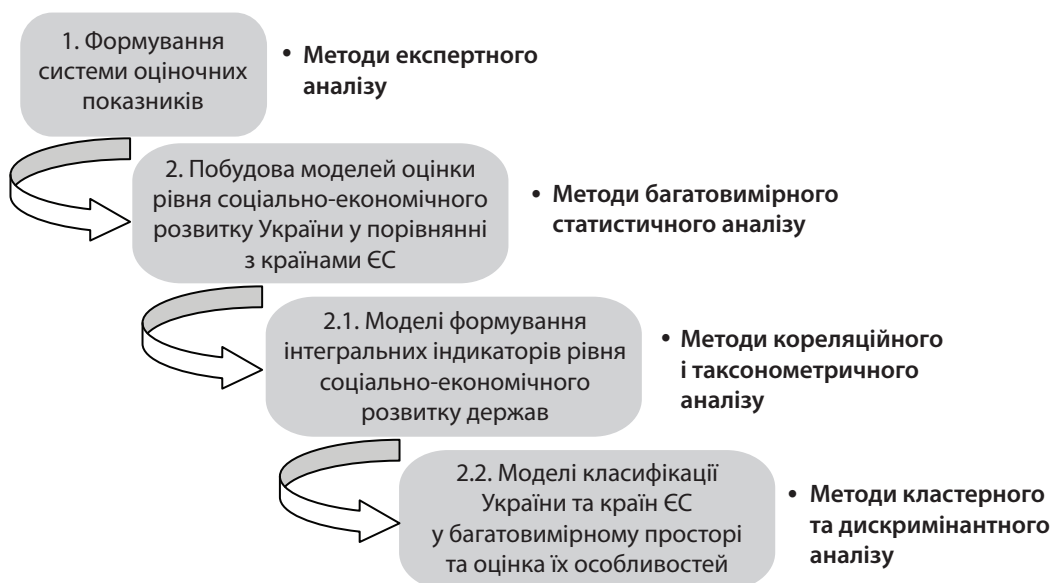 1. Формування
системи оціночних
показників
• Методи експертного
аналізу
2. Побудова моделей оцінки
рівня соціально-економічного
розвитку України у порівнянні
з країнами ЄС
• Методи багатовимірного
статистичного аналізу
2.1. Моделі формування
інтегральних індикаторів рівня
соціально-економічного
розвитку держав
• Методи кореляційного
і таксонометричного
аналізу
2.2. Моделі класифікації
України та країн ЄС
у багатовимірному просторі
та оцінка їх особливостей
• Методи кластерного
та дискримінантного
аналізу